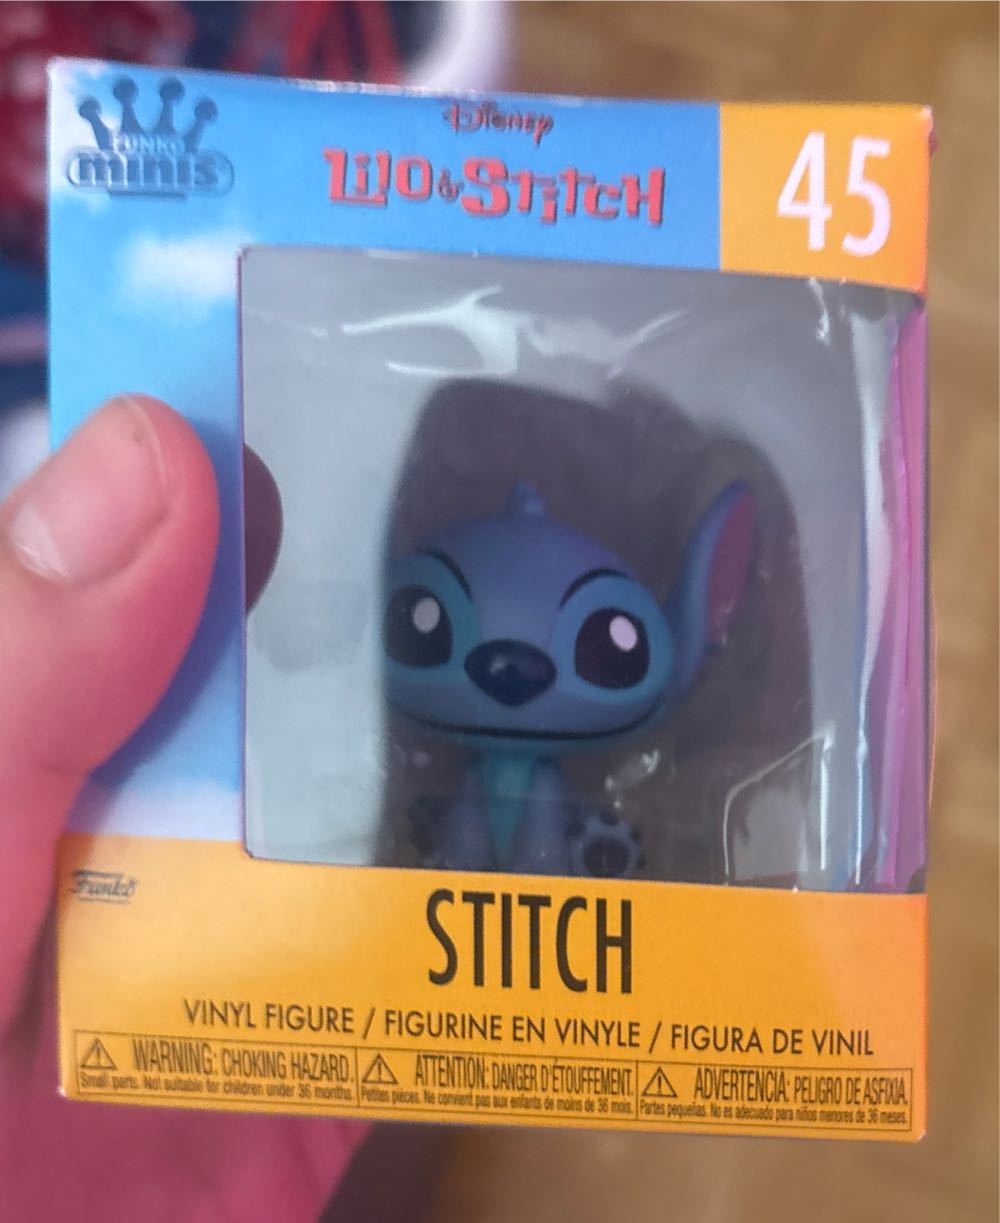 FUNKO
minis
Disney
Lilo & Stitch
45
Funko
STITCH
VINYL FIGURE / FIGURINE EN VINYLE / FIGURA DE VINIL
WARNING: CHOKING HAZARD.
Small parts. Not suitable for children under 36 months.
ATTENTION: DANGER D'ÉTOUFFEMENT.
Petites pièces. Ne convient pas aux enfants de moins de 36 mois.
ADVERTENCIA: PELIGRO DE ASFIXIA.
Partes pequeñas. No es adecuado para niños menores de 36 meses.